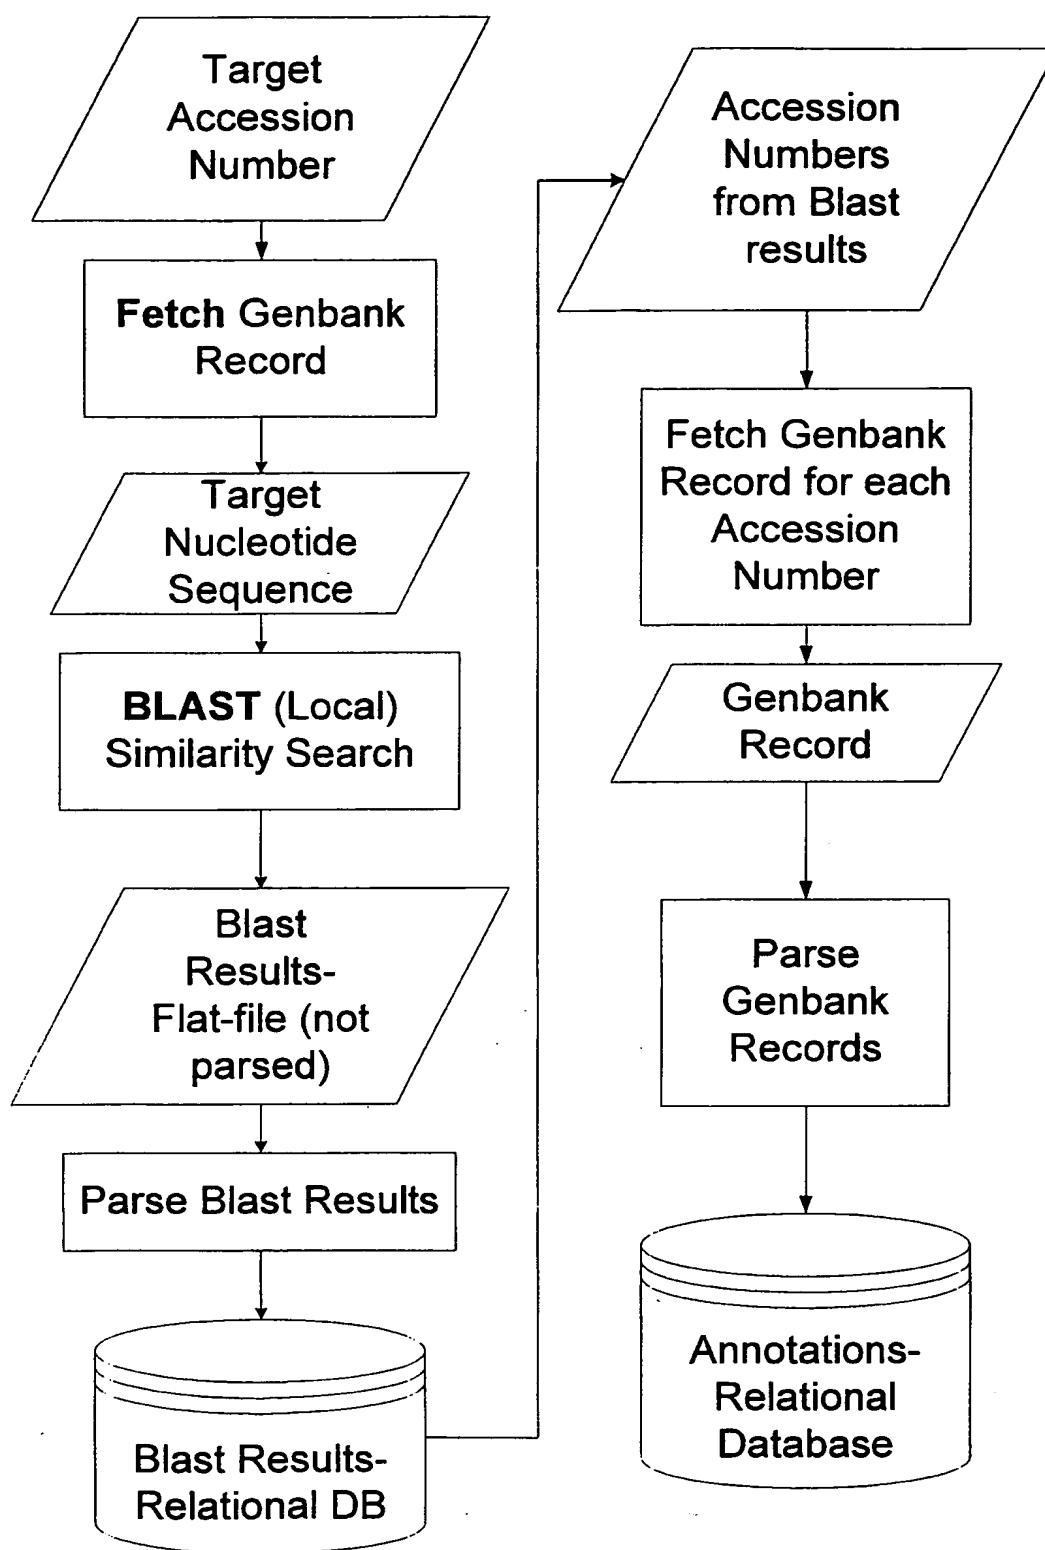 Target
Accession
Number
Fetch Genbank
Record
Target
Nucleotide
Sequence
BLAST (Local)
Similarity Search
Blast
Results-
Flat-file (not
parsed)
Parse Blast Results
Blast Results-
Relational DB
Accession
Numbers
from Blast
results
Fetch Genbank
Record for each
Accession
Number
Genbank
Record
Parse
Genbank
Records
Annotations-
Relational
Database